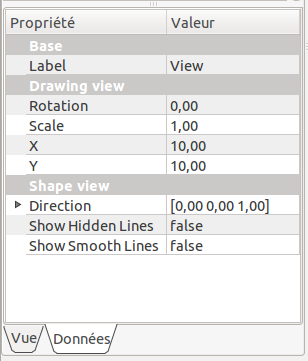 Propriété Valeur
Base
Label View
Drawing view
Rotation 0,00
Scale 1,00
X 10,00
Y 10,00
Shape view
Direction [0,00 0,00 1,00]
Show Hidden Lines false
Show Smooth Lines false
Vue Données